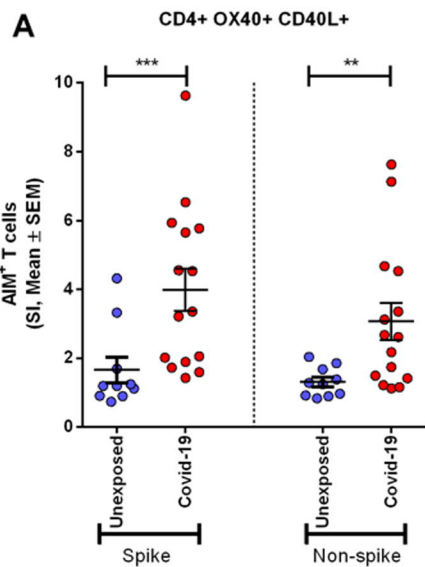 A
CD4+ OX40+ CD40L+
***
**
AIM+ T cells
(SI, Mean ± SEM)
10
8
6
4
2
0
Unexposed
Covid-19
Unexposed
Covid-19
Spike
Non-spike